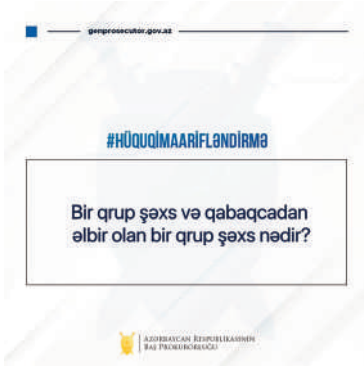 genprosecutor.gov.az
#HÜQUQİMAARİFLƏNDİRMƏ
Bir qrup şəxs və qabaqcadan
əlbir olan bir qrup şəxs nədir?
AZƏRBAYCAN RESPUBLİKASININ
BAŞ PROKURORLUĞU